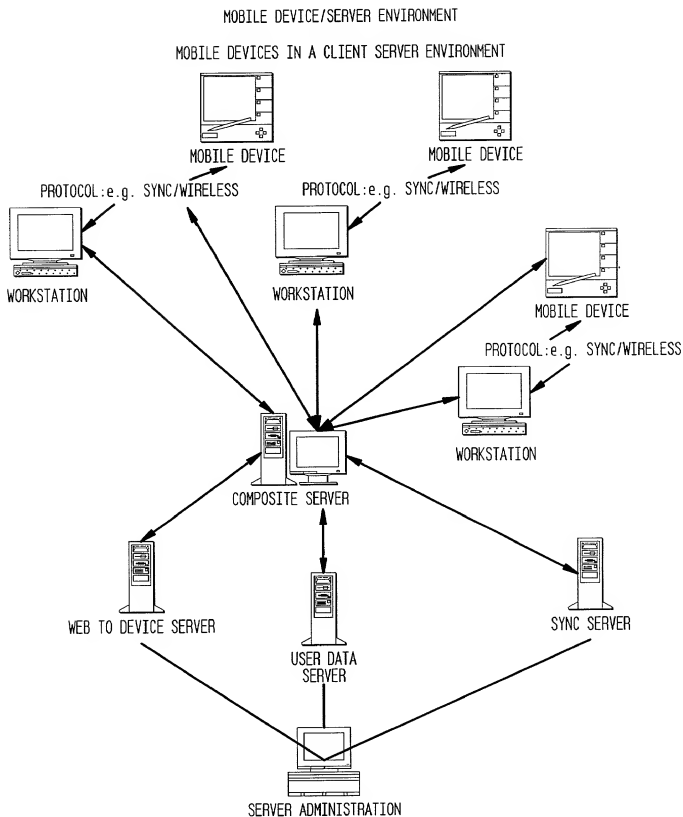 MOBILE DEVICE/SERVER ENVIRONMENT
MOBILE DEVICES IN A CLIENT SERVER ENVIRONMENT
MOBILE DEVICE
MOBILE DEVICE
PROTOCOL:e.g. SYNC/WIRELESS
PROTOCOL:e.g. SYNC/WIRELESS
WORKSTATION
WORKSTATION
MOBILE DEVICE
PROTOCOL:e.g. SYNC/WIRELESS
WORKSTATION
COMPOSITE SERVER
WEB TO DEVICE SERVER
USER DATA
SERVER
SYNC SERVER
SERVER ADMINISTRATION